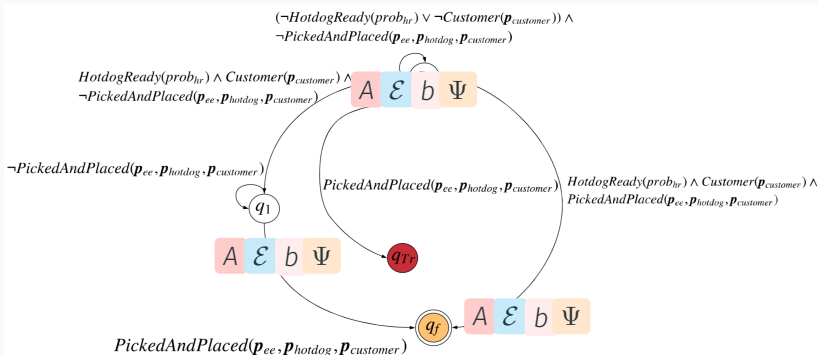 (¬HotdogReady(prob_hr) ∨ ¬Customer(p_customer)) ∧
¬PickedAndPlaced(p_ee, p_hotdog, p_customer)
HotdogReady(prob_hr) ∧ Customer(p_customer) ∧
¬PickedAndPlaced(p_ee, p_hotdog, p_customer)
A ℰ b Ψ
¬PickedAndPlaced(p_ee, p_hotdog, p_customer)
q_1
PickedAndPlaced(p_ee, p_hotdog, p_customer)
HotdogReady(prob_hr) ∧ Customer(p_customer) ∧
PickedAndPlaced(p_ee, p_hotdog, p_customer)
A ℰ b Ψ
q_Tr
A ℰ b Ψ
q_f
PickedAndPlaced(p_ee, p_hotdog, p_customer)